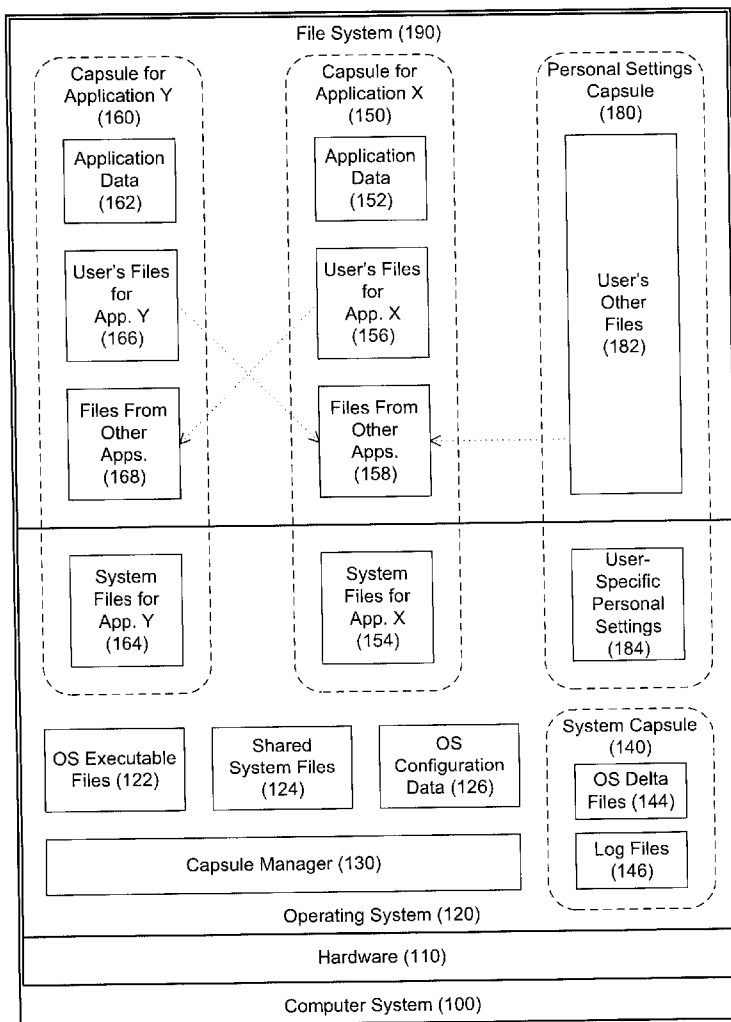 File System (190)
Capsule for
Application Y
(160)
Application
Data
(162)
User's Files
for
App. Y
(166)
Files From
Other
Apps.
(168)
System
Files for
App. Y
(164)
Capsule for
Application X
(150)
Application
Data
(152)
User's Files
for
App. X
(156)
Files From
Other
Apps.
(158)
System
Files for
App. X
(154)
Personal Settings
Capsule
(180)
User's
Other
Files
(182)
User-
Specific
Personal
Settings
(184)
OS Executable
Files (122)
Shared
System Files
(124)
OS
Configuration
Data (126)
System Capsule
(140)
OS Delta
Files (144)
Log Files
(146)
Capsule Manager (130)
Operating System (120)
Hardware (110)
Computer System (100)